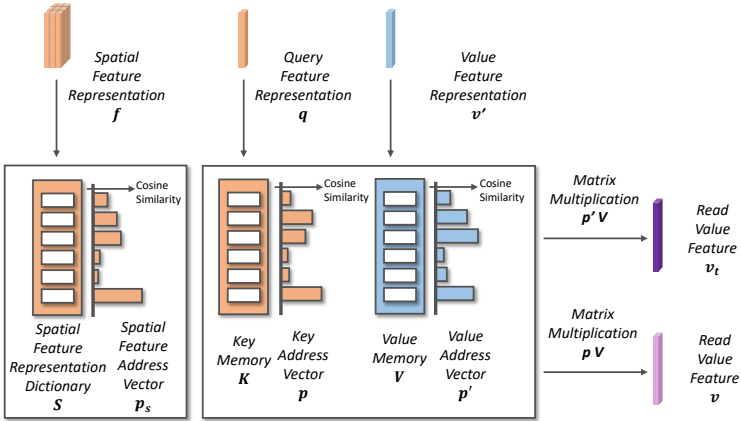 Spatial
Feature
Representation
f
Query
Feature
Representation
q
Value
Feature
Representation
v'
Cosine
Similarity
Spatial
Feature
Representation
Dictionary
S
Spatial
Feature
Address
Vector
p_s
Cosine
Similarity
Key
Memory
K
Key
Address
Vector
p
Cosine
Similarity
Value
Memory
V
Value
Address
Vector
p'
Matrix
Multiplication
p' V
Read
Value
Feature
v_t
Matrix
Multiplication
p V
Read
Value
Feature
v